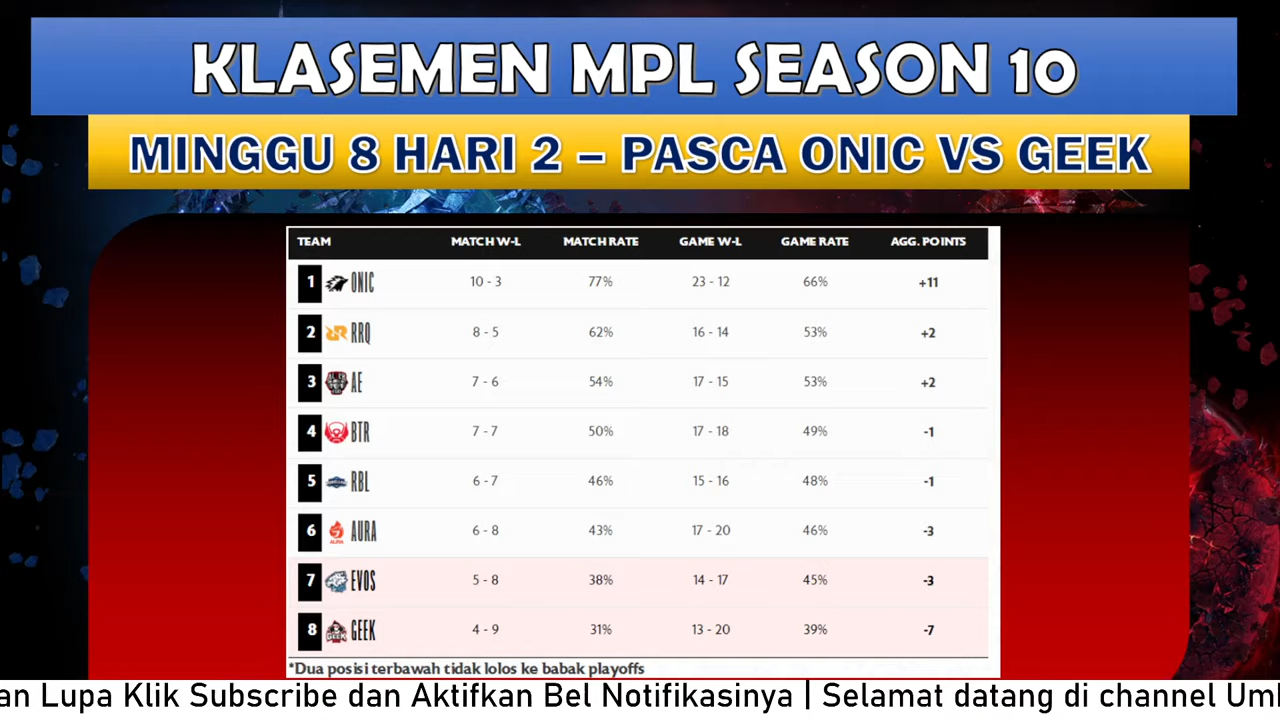 KLASEMEN MPL SEASON 10
MINGGU 8 HARI 2 – PASCA ONIC VS GEEK
TEAM MATCH W-L MATCH RATE GAME W-L GAME RATE AGG. POINTS
1 ONIC 10 - 3 77% 23 - 12 66% +11
2 RRQ 8 - 5 62% 16 - 14 53% +2
3 AE 7 - 6 54% 17 - 15 53% +2
4 BTR 7 - 7 50% 17 - 18 49% -1
5 RBL 6 - 7 46% 15 - 16 48% -1
6 AURA 6 - 8 43% 17 - 20 46% -3
7 EVOS 5 - 8 38% 14 - 17 45% -3
8 GEEK 4 - 9 31% 13 - 20 39% -7
*Dua posisi terbawah tidak lolos ke babak playoffs
an Lupa Klik Subscribe dan Aktifkan Bel Notifikasinya | Selamat datang di channel Um